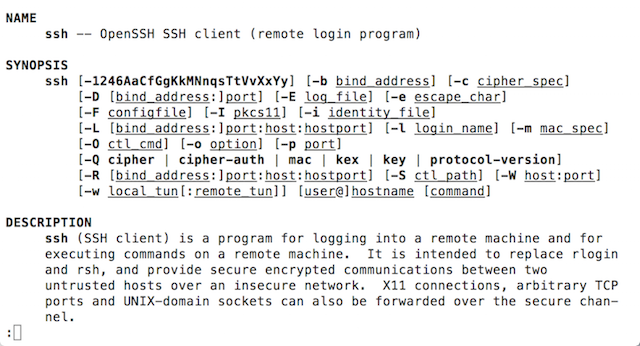 NAME
ssh -- OpenSSH SSH client (remote login program)
SYNOPSIS
ssh [-1246AaCfGgKkMNnqsTtVvXxYy] [-b bind_address] [-c cipher_spec]
[-D [bind_address:]port] [-E log_file] [-e escape_char]
[-F configfile] [-I pkcs11] [-i identity_file]
[-L [bind_address:]port:host:hostport] [-l login_name] [-m mac_spec]
[-O ctl_cmd] [-o option] [-p port]
[-Q cipher | cipher-auth | mac | kex | key | protocol-version]
[-R [bind_address:]port:host:hostport] [-S ctl_path] [-W host:port]
[-w local_tun[:remote_tun]] [user@]hostname [command]
DESCRIPTION
ssh (SSH client) is a program for logging into a remote machine and for
executing commands on a remote machine.  It is intended to replace rlogin
and rsh, and provide secure encrypted communications between two
untrusted hosts over an insecure network.  X11 connections, arbitrary TCP
ports and UNIX-domain sockets can also be forwarded over the secure chan-
nel.
: